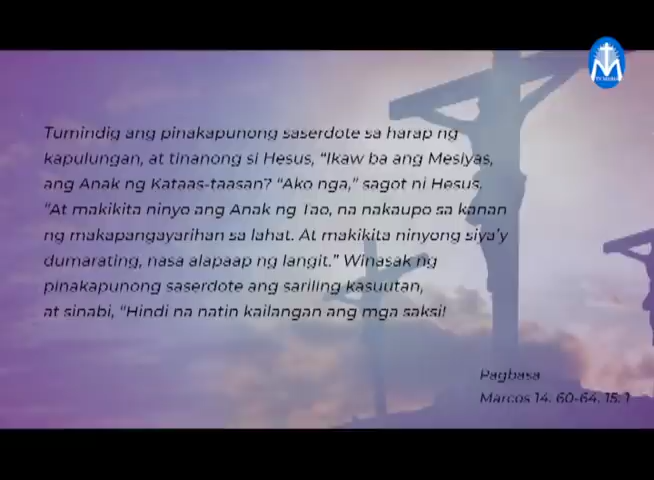 Tumindig ang pinakapunong saserdote sa harap ng
kapulungan, at tinanong si Hesus, “Ikaw ba ang Mesiyas,
ang Anak ng Kataas-taasan? “Ako nga,” sagot ni Hesus.
“At makikita ninyo ang Anak ng Tao, na nakaupo sa kanan
ng makapangayarihan sa lahat. At makikita ninyong siya’y
dumarating, nasa alapaap ng langit.” Winasak ng
pinakapunong saserdote ang sariling kasuutan,
at sinabi, “Hindi na natin kailangan ang mga saksi!
Pagbasa
Marcos 14, 60-64, 15, 1
TV MARIA